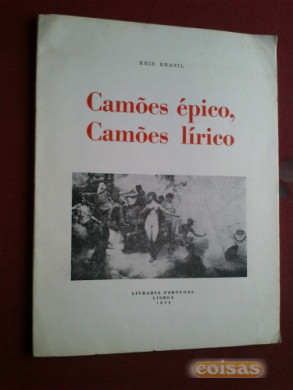 REIS BRASIL
Camões épico,
Camões lírico
LIVRARIA PORTUGAL
LISBOA
coisas